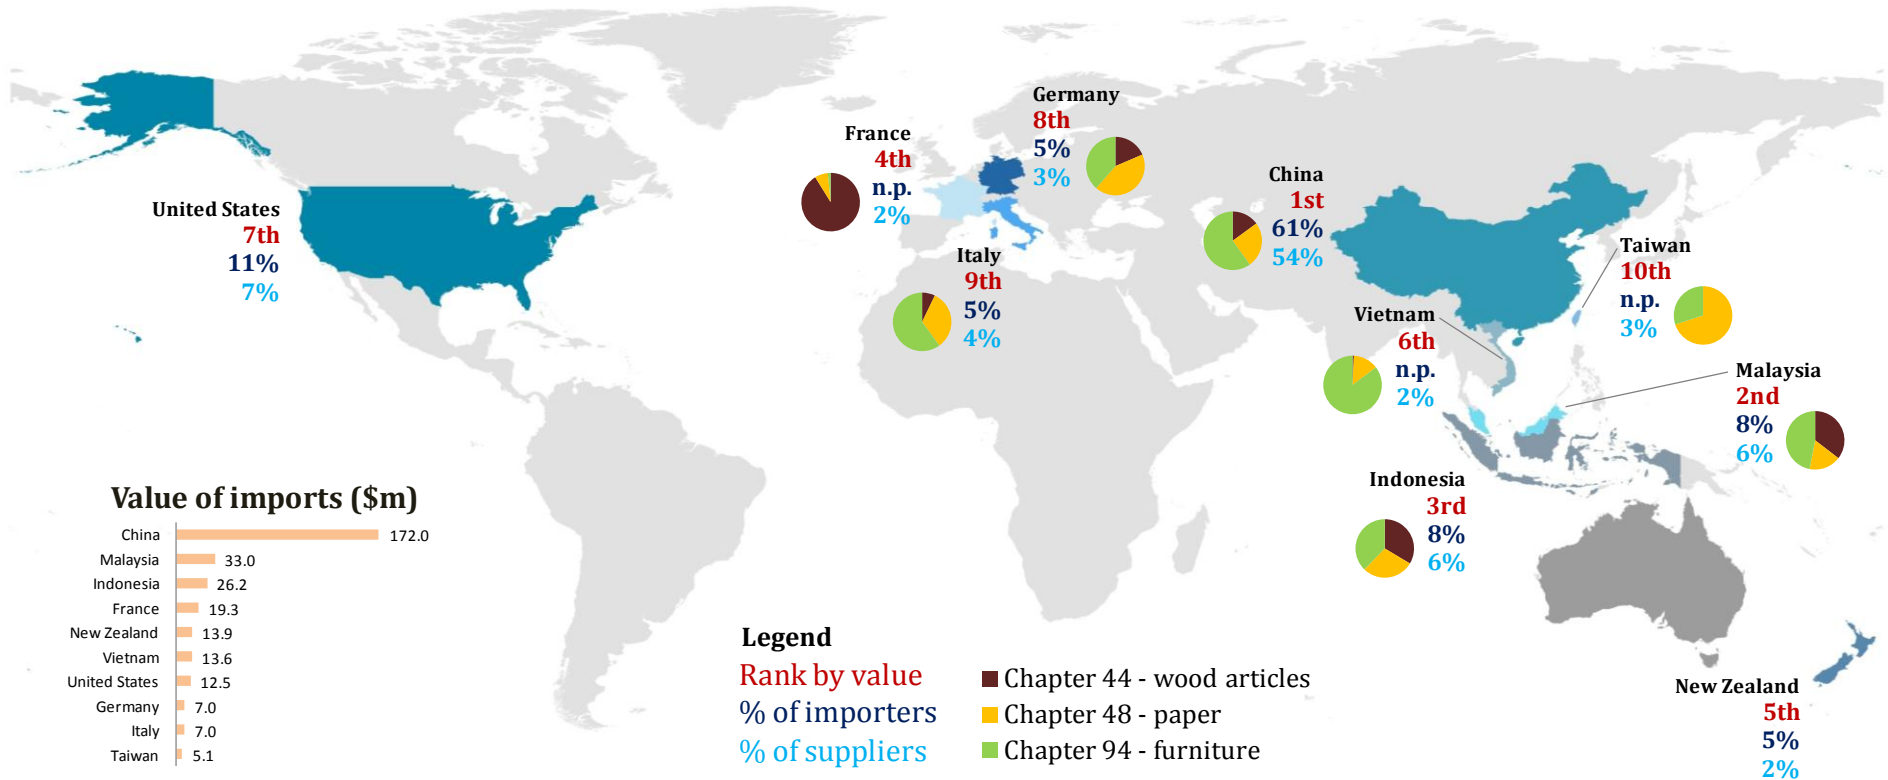 Germany
8th
5%
3%
France
4th
n.p.
2%
China
1st
61%
54%
United States
7th
11%
7%
Italy
9th
5%
4%
Taiwan
10th
n.p.
3%
Vietnam
6th
n.p.
2%
Malaysia
2nd
8%
6%
Indonesia
3rd
8%
6%
New Zealand
5th
5%
2%
Value of imports ($m)
China 172.0
Malaysia 33.0
Indonesia 26.2
France 19.3
New Zealand 13.9
Vietnam 13.6
United States 12.5
Germany 7.0
Italy 7.0
Taiwan 5.1
Legend
Rank by value
% of importers
% of suppliers
Chapter 44 - wood articles
Chapter 48 - paper
Chapter 94 - furniture